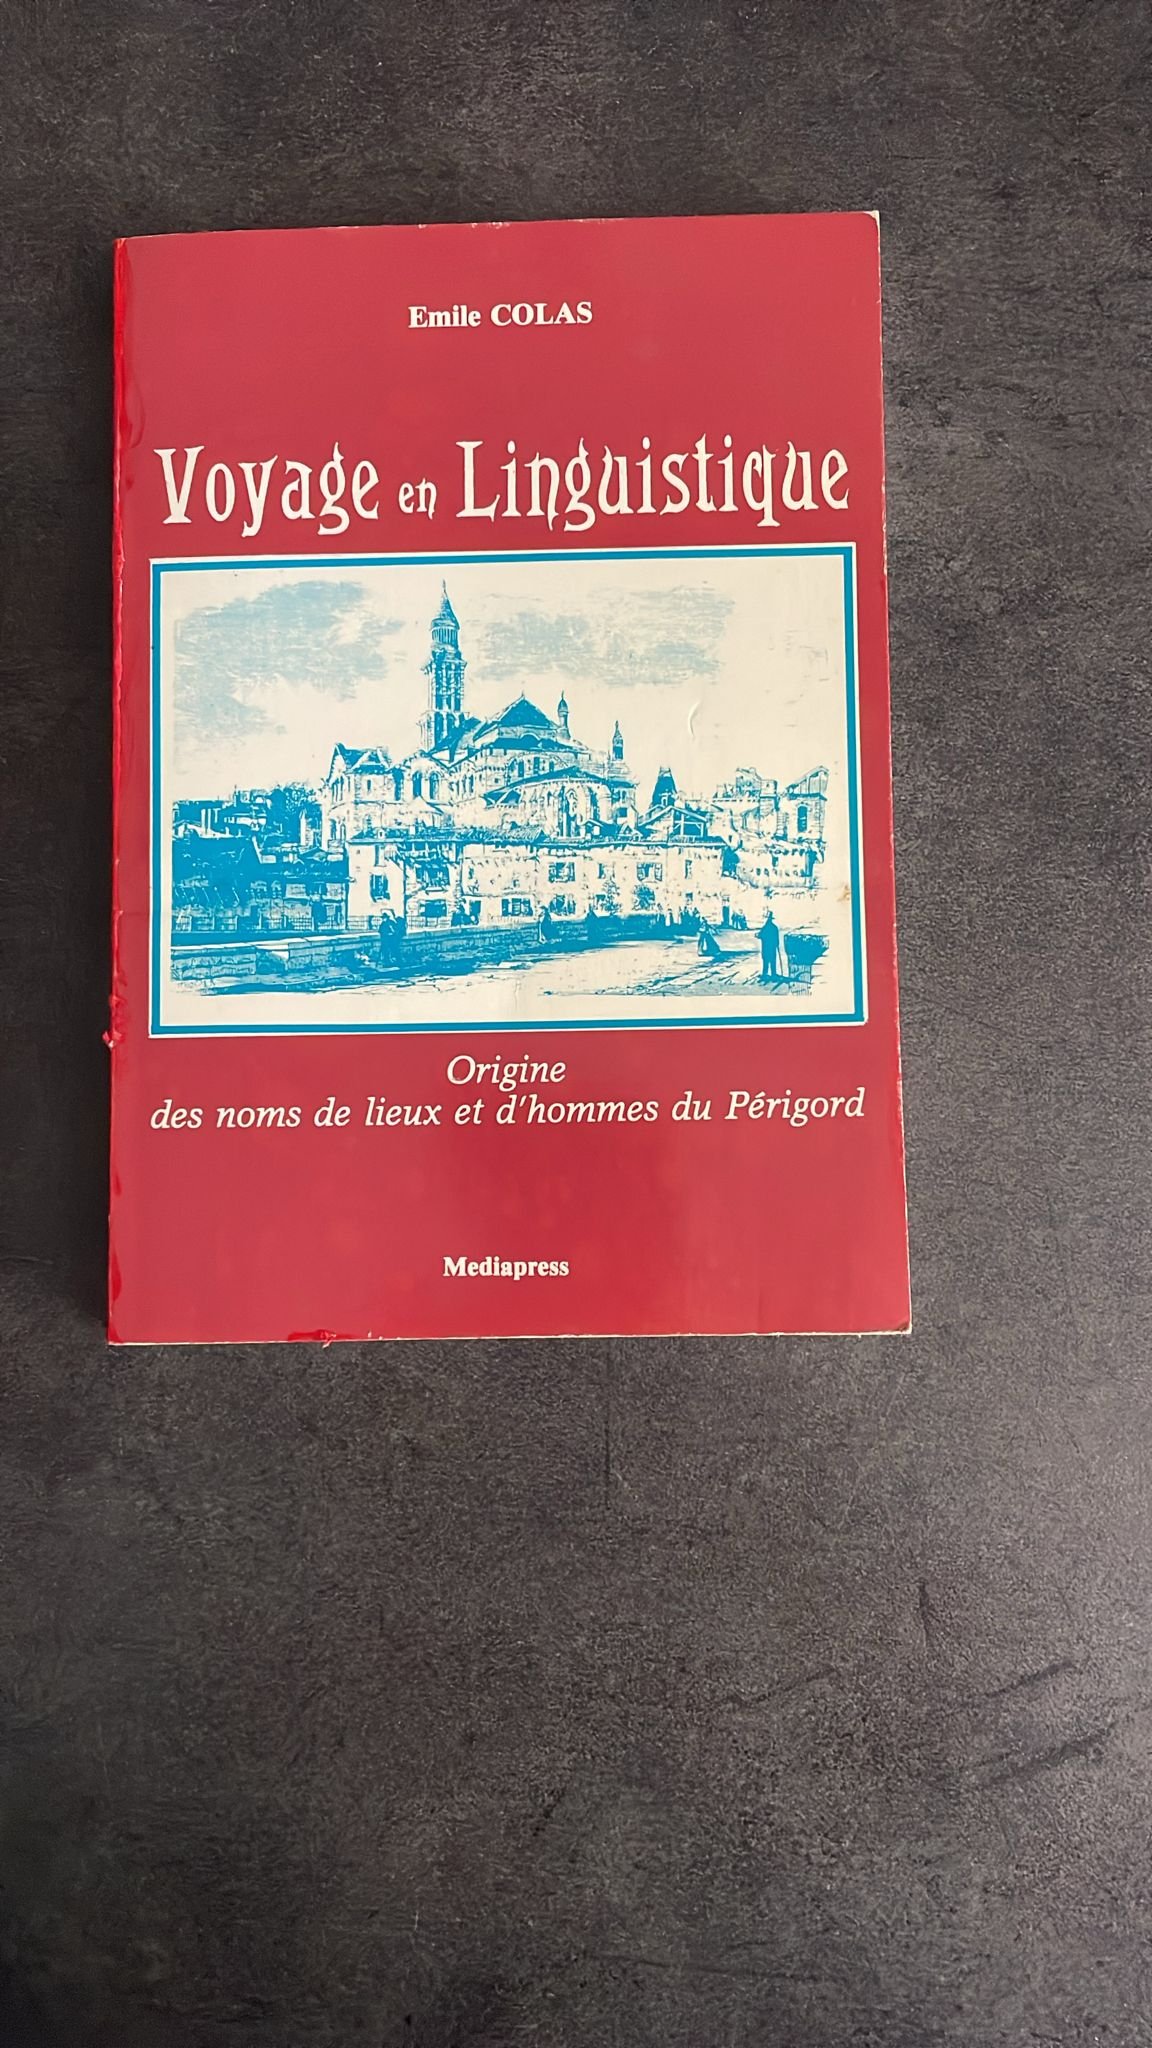 Emile COLAS
Voyage en Linguistique
Origine
des noms de lieux et d'hommes du Périgord
Mediapress